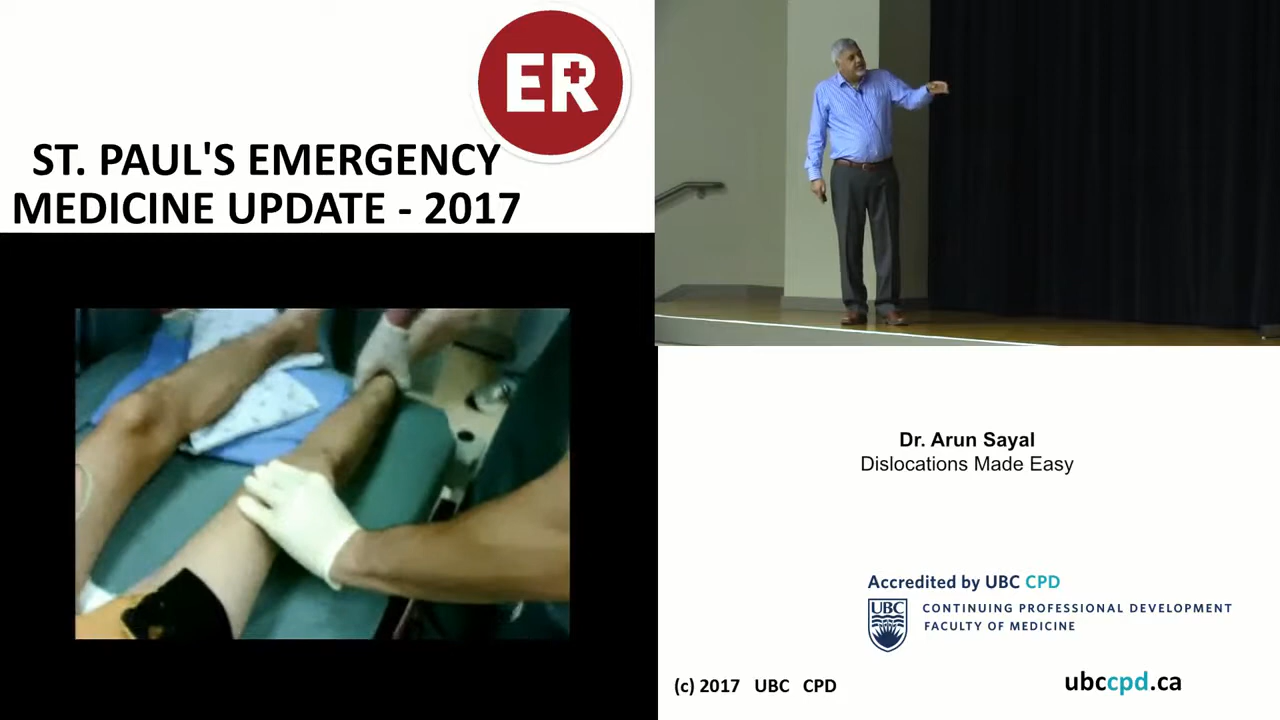 ER
ST. PAUL'S EMERGENCY
MEDICINE UPDATE - 2017
Dr. Arun Sayal
Dislocations Made Easy
Accredited by UBC CPD
UBC
CONTINUING PROFESSIONAL DEVELOPMENT
FACULTY OF MEDICINE
(c) 2017 UBC CPD
ubccpd.ca